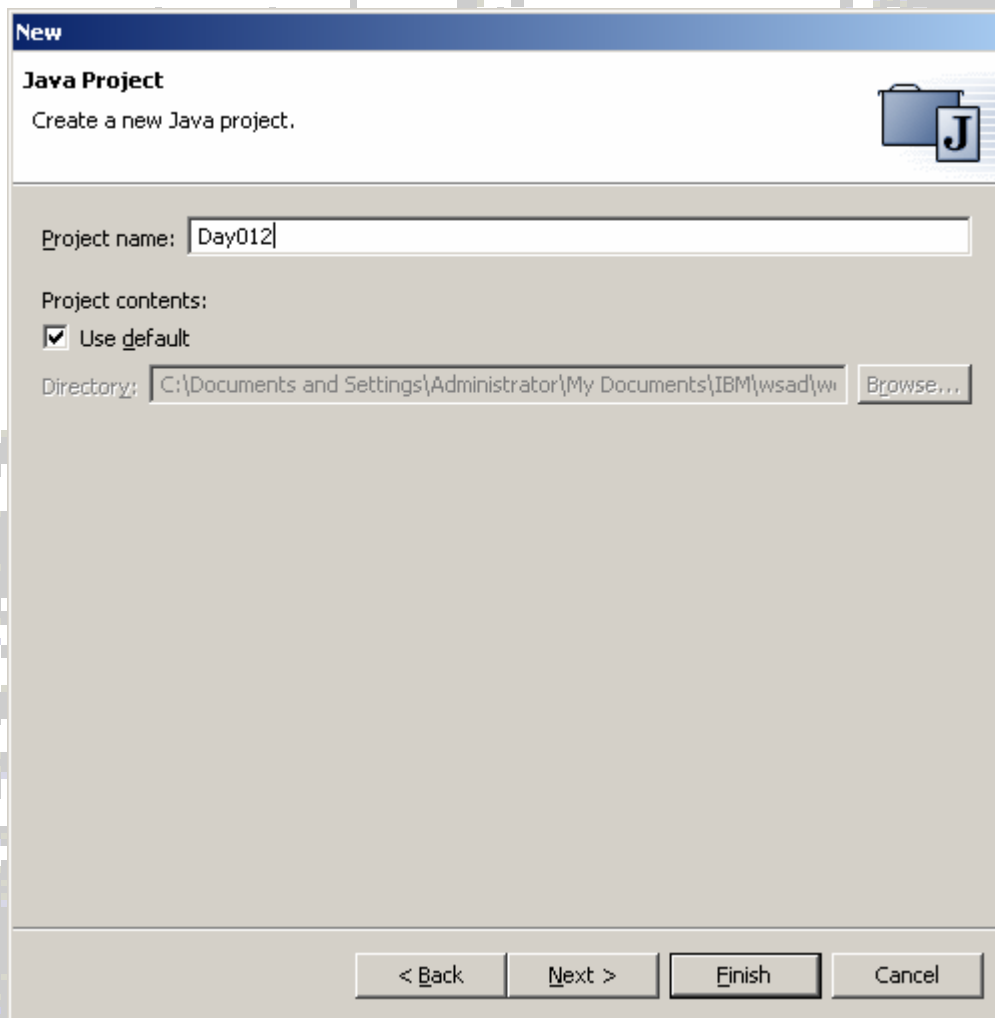 New
Java Project
Create a new Java project.
J
Project name: Day012
Project contents:
Use default
Directory: C:\Documents and Settings\Administrator\My Documents\IBM\wsad\w Browse...
< Back Next > Finish Cancel